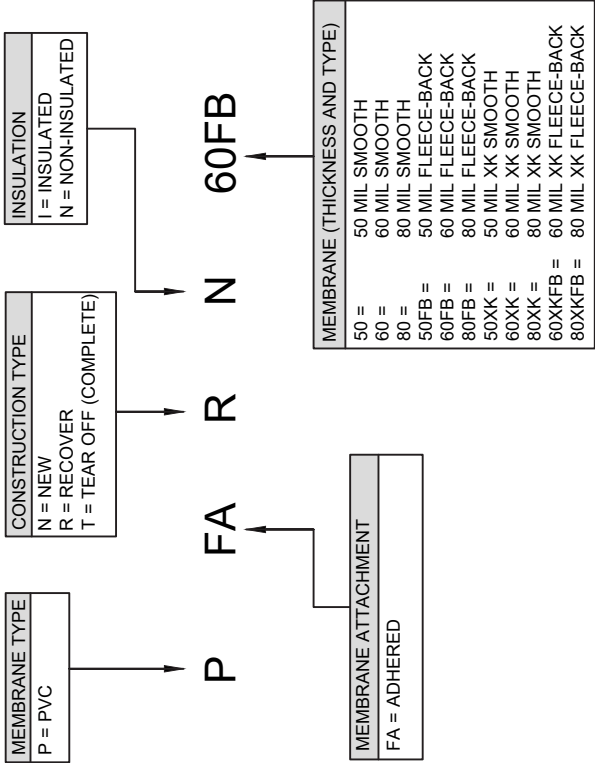 MEMBRANE TYPE
P = PVC
CONSTRUCTION TYPE
N = NEW
R = RECOVER
T = TEAR OFF (COMPLETE)
INSULATION
I = INSULATED
N = NON-INSULATED
P FA R N 60FB
MEMBRANE ATTACHMENT
FA = ADHERED
MEMBRANE (THICKNESS AND TYPE)
50 = 50 MIL SMOOTH
60 = 60 MIL SMOOTH
80 = 80 MIL SMOOTH
50FB = 50 MIL FLEECE-BACK
60FB = 60 MIL FLEECE-BACK
80FB = 80 MIL FLEECE-BACK
50XK = 50 MIL XK SMOOTH
60XK = 60 MIL XK SMOOTH
80XK = 80 MIL XK SMOOTH
60XKFB = 60 MIL XK FLEECE-BACK
80XKFB = 80 MIL XK FLEECE-BACK